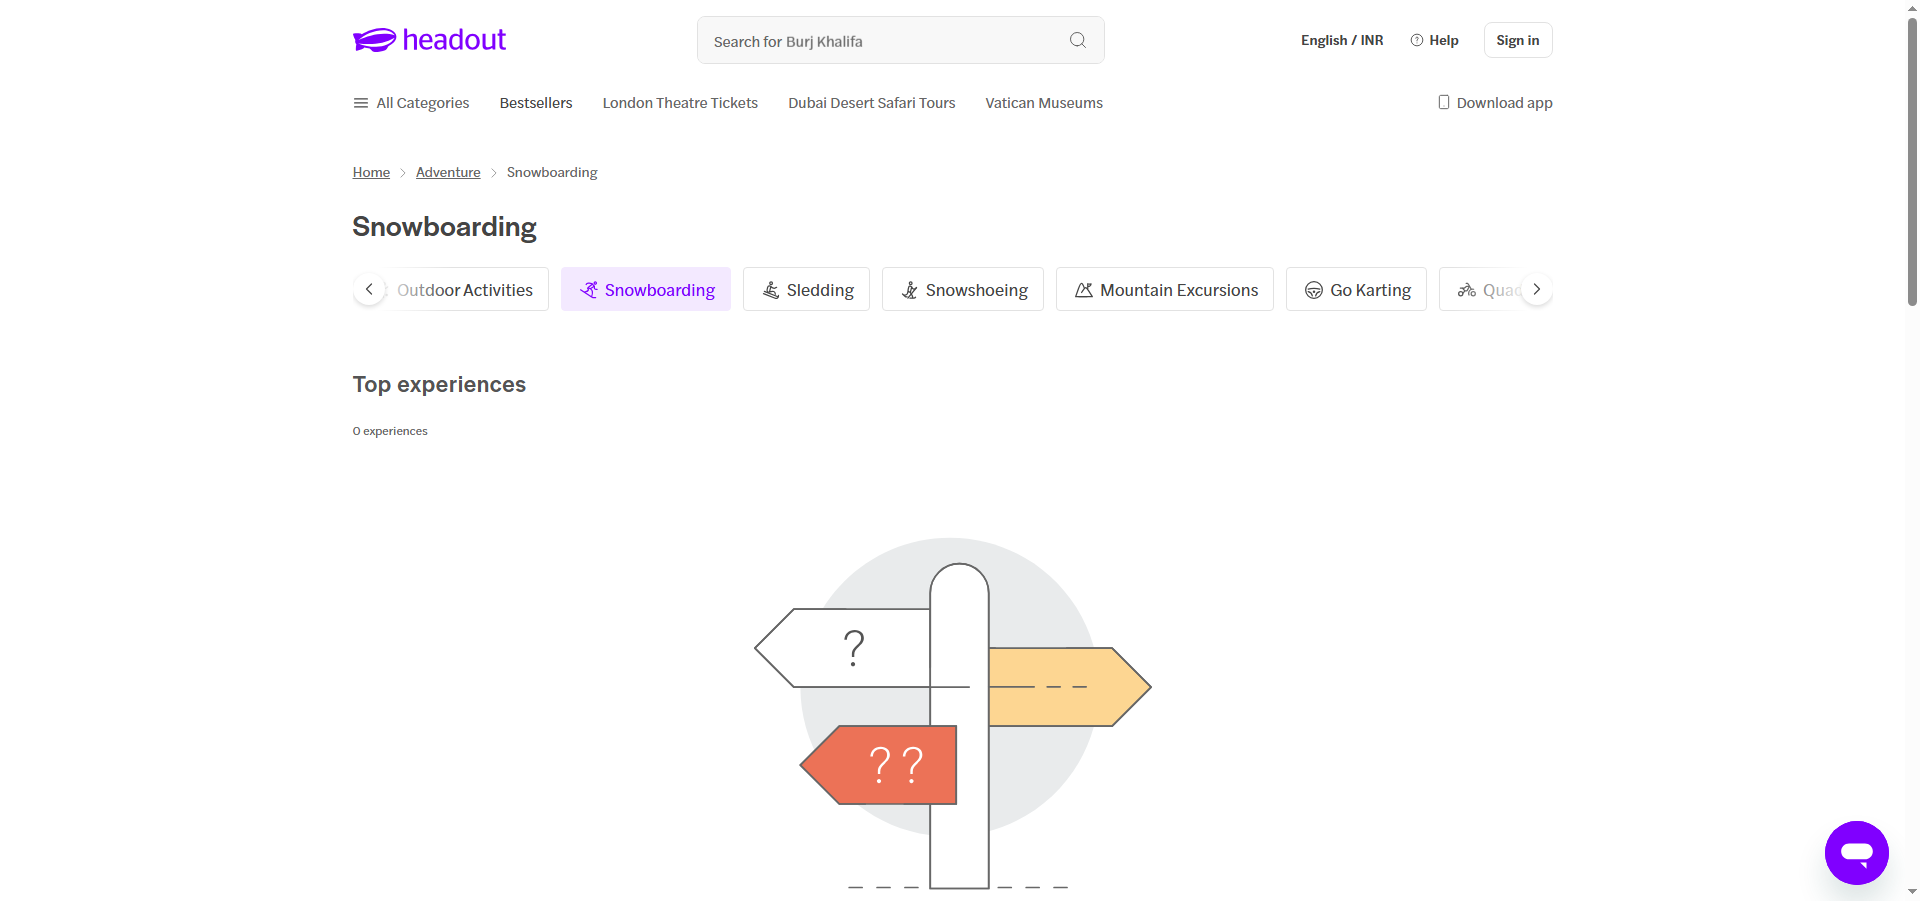 headout
Search for Burj Khalifa
English / INR
Help
Sign in
All Categories
Bestsellers
London Theatre Tickets
Dubai Desert Safari Tours
Vatican Museums
Download app
Home
Adventure
Snowboarding
Snowboarding
Outdoor Activities
Snowboarding
Sledding
Snowshoeing
Mountain Excursions
Go Karting
Top experiences
0 experiences
?
? ?